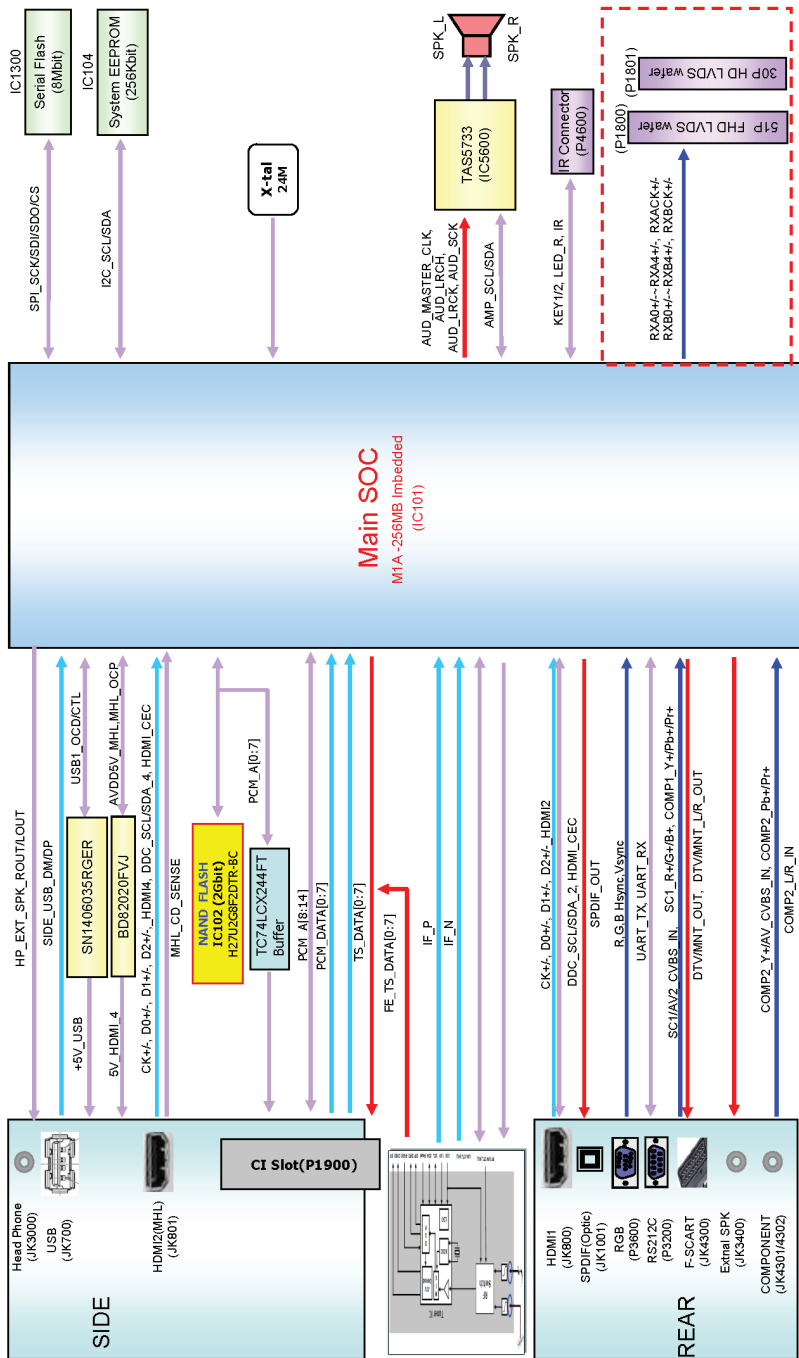 IC1300
Serial Flash
(8Mbit)
IC104
System EEPROM
(256Kbit)
SPI_SCK/SDI/SDO/CS
I2C_SCL/SDA
X-tal
24M
SPK_L
SPK_R
TAS5733
(IC5600)
AUD_MASTER_CLK,
AUD_LRCH,
AUD_LRCK, AUD_SCK
AMP_SCL/SDA
IR Connector
(P4600)
KEY1/2, LED_R, IR
(P1801)
30P HD LVDS wafer
(P1800)
51P FHD LVDS wafer
RXA0+/-~RXA4+/-, RXACK+/-
RXB0+/-~RXB4+/-, RXBCK+/-
Main SOC
M1A -256MB Imbedded
(IC101)
HP_EXT_SPK_ROUT/LOUT
SIDE_USB_DM/DP
USB1_OCD/CTL
SN1406035RGER
+5V_USB
AVDD5V_MHL,MHL_OCP
BD82020FVJ
5V_HDMI_4
CK+/-, D0+/-, D1+/-, D2+/-_HDMI4, DDC_SCL/SDA_4, HDMI_CEC
MHL_CD_SENSE
NAND FLASH
IC102 (2Gbit)
H27U2G8F2DTR-BC
PCM_A[0:7]
TC74LCX244FT
Buffer
PCM_A[8:14]
PCM_DATA[0:7]
TS_DATA[0:7]
FE_TS_DATA[0:7]
IF_P
IF_N
CK+/-, D0+/-, D1+/-, D2+/-_HDMI2
DDC_SCL/SDA_2, HDMI_CEC
SPDIF_OUT
R,G,B Hsync,Vsync
UART_TX,UART_RX
SC1/AV2_CVBS_IN, SC1_R+/G+/B+, COMP1_Y+/Pb+/Pr+
DTV/MNT_OUT, DTV/MNT_L/R_OUT
COMP2_Y+/AV_CVBS_IN, COMP2_Pb+/Pr+
COMP2_L/R_IN
Head Phone
(JK3000)
USB
(JK700)
HDMI2(MHL)
(JK801)
SIDE
CI Slot(P1900)
Tuner IC
Switch
HDMI1
(JK800)
SPDIF(Optic)
(JK1001)
RGB
(P3600)
RS212C
(P3200)
F-SCART
(JK4300)
Extnal SPK
(JK3400)
COMPONENT
(JK4301/4302)
REAR